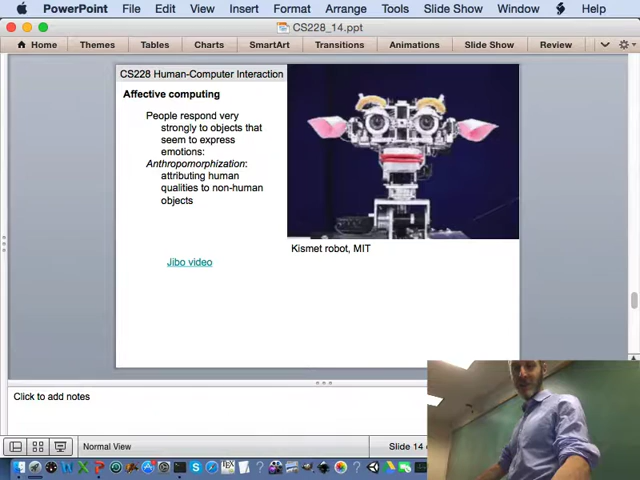 PowerPoint File Edit View Insert Format Arrange Tools Slide Show Window Help
CS228_14.ppt
Home Themes Tables Charts SmartArt Transitions Animations Slide Show Review
CS228 Human-Computer Interaction
Affective computing
People respond very
strongly to objects that
seem to express
emotions:
Anthropomorphization:
attributing human
qualities to non-human
objects
Kismet robot, MIT
Jibo video
Click to add notes
Normal View
Slide 14 of